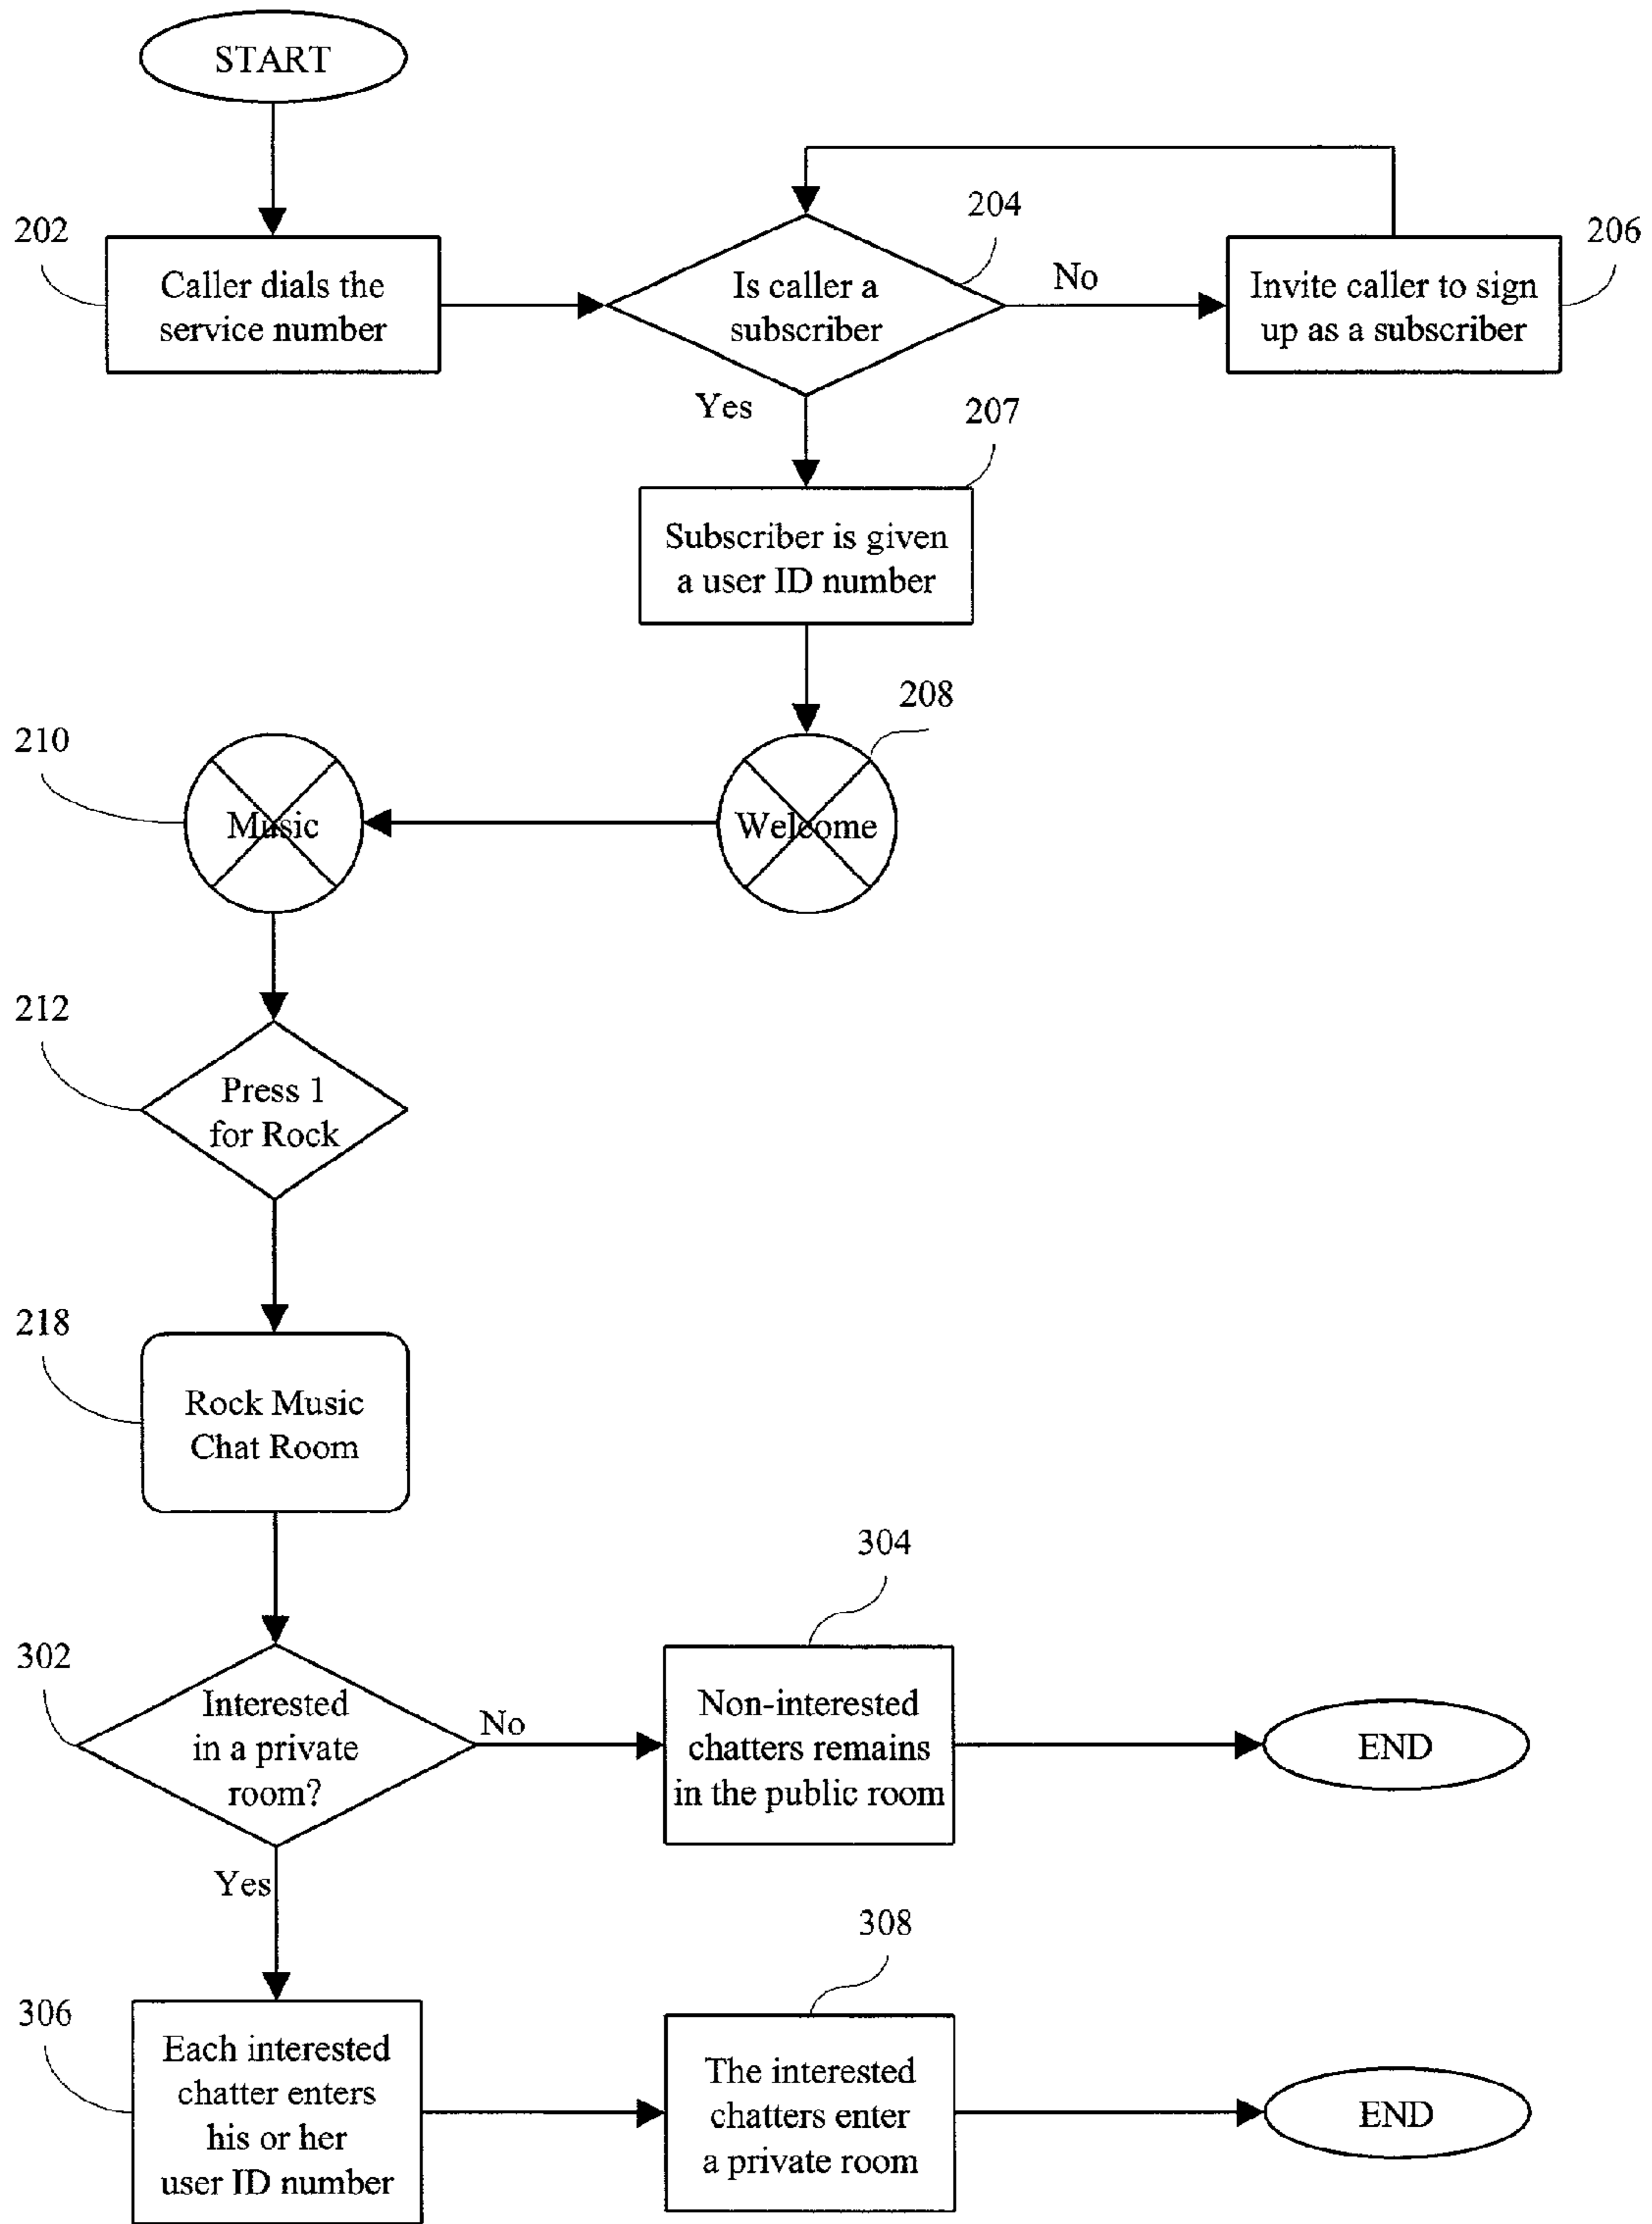 START
202
Caller dials the
service number
204
Is caller a
subscriber
No
206
Invite caller to sign
up as a subscriber
Yes
207
Subscriber is given
a user ID number
208
Welcome
210
Music
212
Press 1
for Rock
218
Rock Music
Chat Room
302
Interested
in a private
room?
No
304
Non-interested
chatters remains
in the public room
END
Yes
306
Each interested
chatter enters
his or her
user ID number
308
The interested
chatters enter
a private room
END